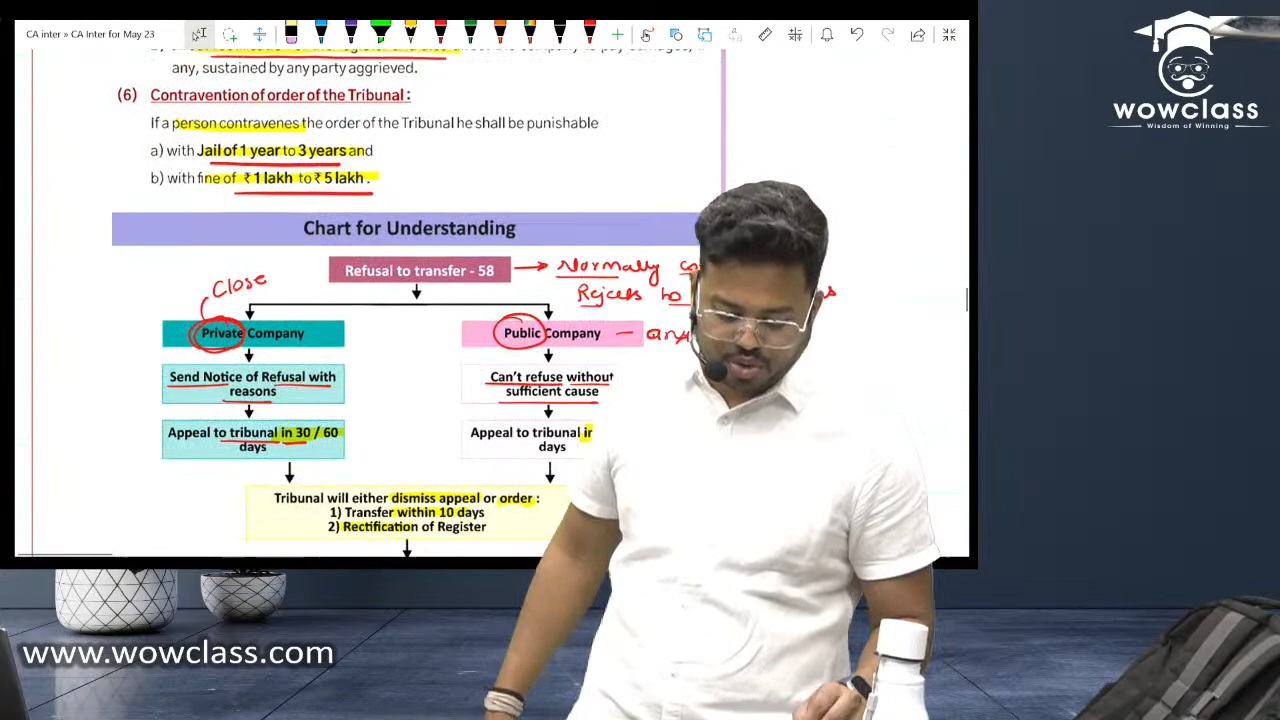 CA inter » CA Inter for May 23
any, sustained by any party aggrieved.
(6) Contravention of order of the Tribunal :
If a person contravenes the order of the Tribunal he shall be punishable
a) with Jail of 1 year to 3 years and
b) with fine of ₹ 1 lakh to ₹ 5 lakh .
Chart for Understanding
Refusal to transfer - 58
Normally
Close
Private Company
Public Company
Send Notice of Refusal with
reasons
Can't refuse without
sufficient cause
Appeal to tribunal in 30 / 60
days
Appeal to tribunal in
days
Tribunal will either dismiss appeal or order :
1) Transfer within 10 days
2) Rectification of Register
wowclass
Wisdom of Winning
www.wowclass.com